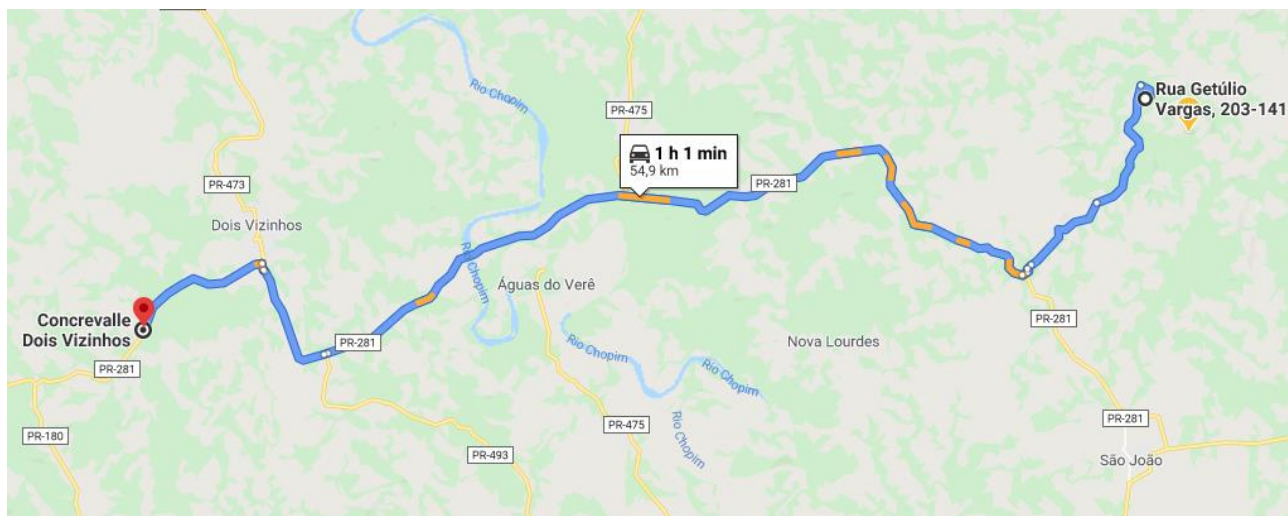 Rio Chopim
PR-475
Rua Getúlio
Vargas, 203-141
1 h 1 min
54,9 km
PR-281
PR-473
Dois Vizinhos
Rio Chopim
Rio Chopim
Águas do Verê
Concrevalle
Dois Vizinhos
PR-281
PR-281
PR-281
Rio Chopim
Nova Lourdes
Rio Chopim
PR-180
PR-475
Rio Chopim
PR-281
PR-493
São João